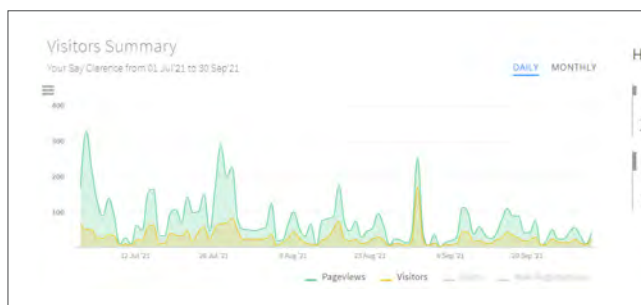 Visitors Summary
Your Say Clarence from 01 Jul'21 to 30 Sep'21
DAILY MONTHLY
H
400
300
200
100
12 Jul '21
26 Jul '21
9 Aug '21
23 Aug '21
6 Sep '21
20 Sep '21
Pageviews Visitors